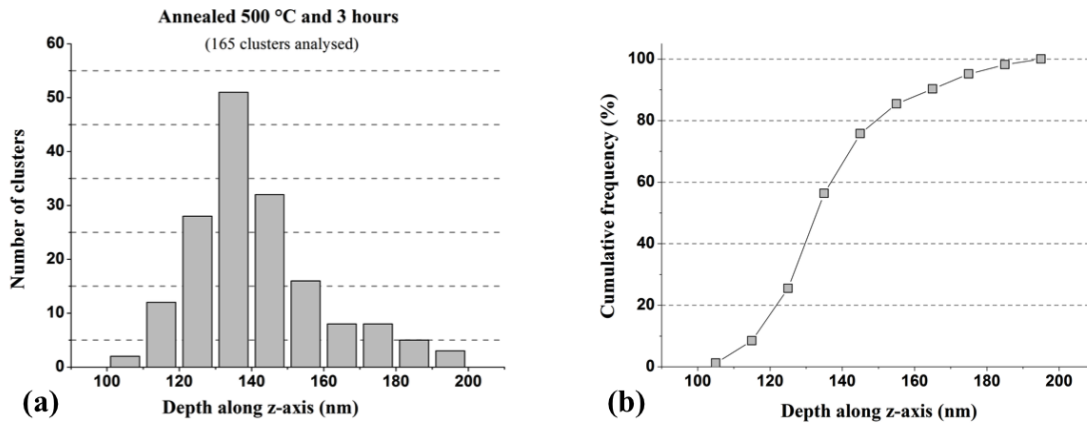 Annealed 500 °C and 3 hours
(165 clusters analysed)
60
50
40
30
20
10
0
Number of clusters
100 120 140 160 180 200
Depth along z-axis (nm)
(a)
100
80
60
40
20
0
Cumulative frequency (%)
100 120 140 160 180 200
Depth along z-axis (nm)
(b)